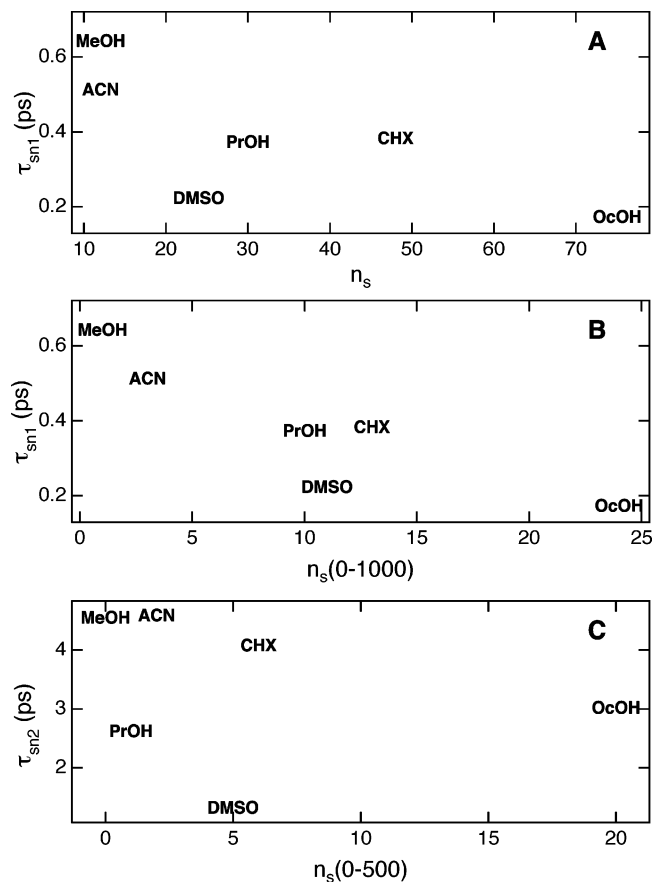 MeOH
A
0.6
ACN
τsn1 (ps)
0.4
PrOH
CHX
DMSO
0.2
OcOH
10 20 30 40 50 60 70
ns
MeOH
B
0.6
ACN
τsn1 (ps)
0.4
PrOH
CHX
DMSO
0.2
OcOH
0 5 10 15 20 25
ns(0-1000)
MeOH
ACN
C
4
CHX
τsn2 (ps)
3
OcOH
PrOH
2
DMSO
0 5 10 15 20
ns(0-500)